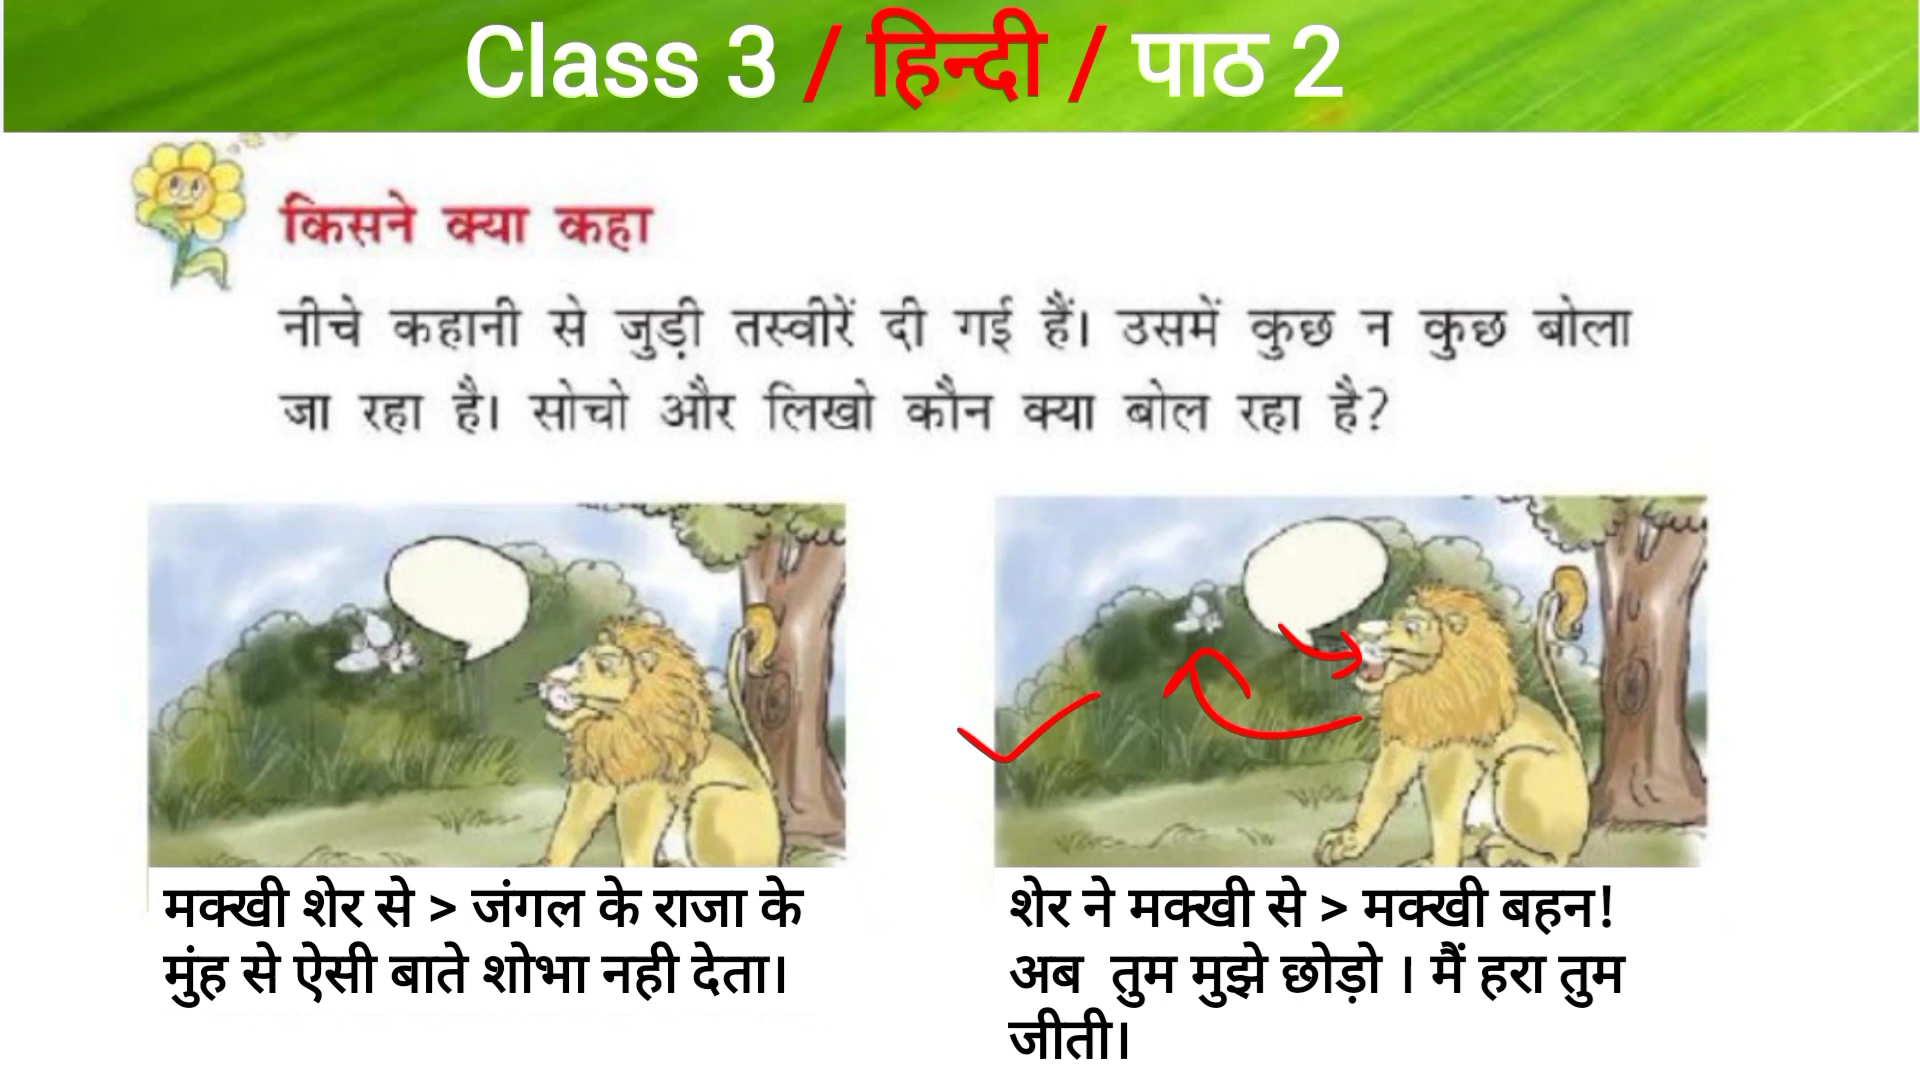 Class 3 / हिन्दी / पाठ 2
किसने क्या कहा
नीचे कहानी से जुड़ी तस्वीरें दी गई हैं। उसमें कुछ न कुछ बोला
जा रहा है। सोचो और लिखो कौन क्या बोल रहा है?
मक्खी शेर से > जंगल के राजा के
मुंह से ऐसी बाते शोभा नही देता।
शेर ने मक्खी से > मक्खी बहन!
अब तुम मुझे छोड़ो । मैं हरा तुम
जीती।